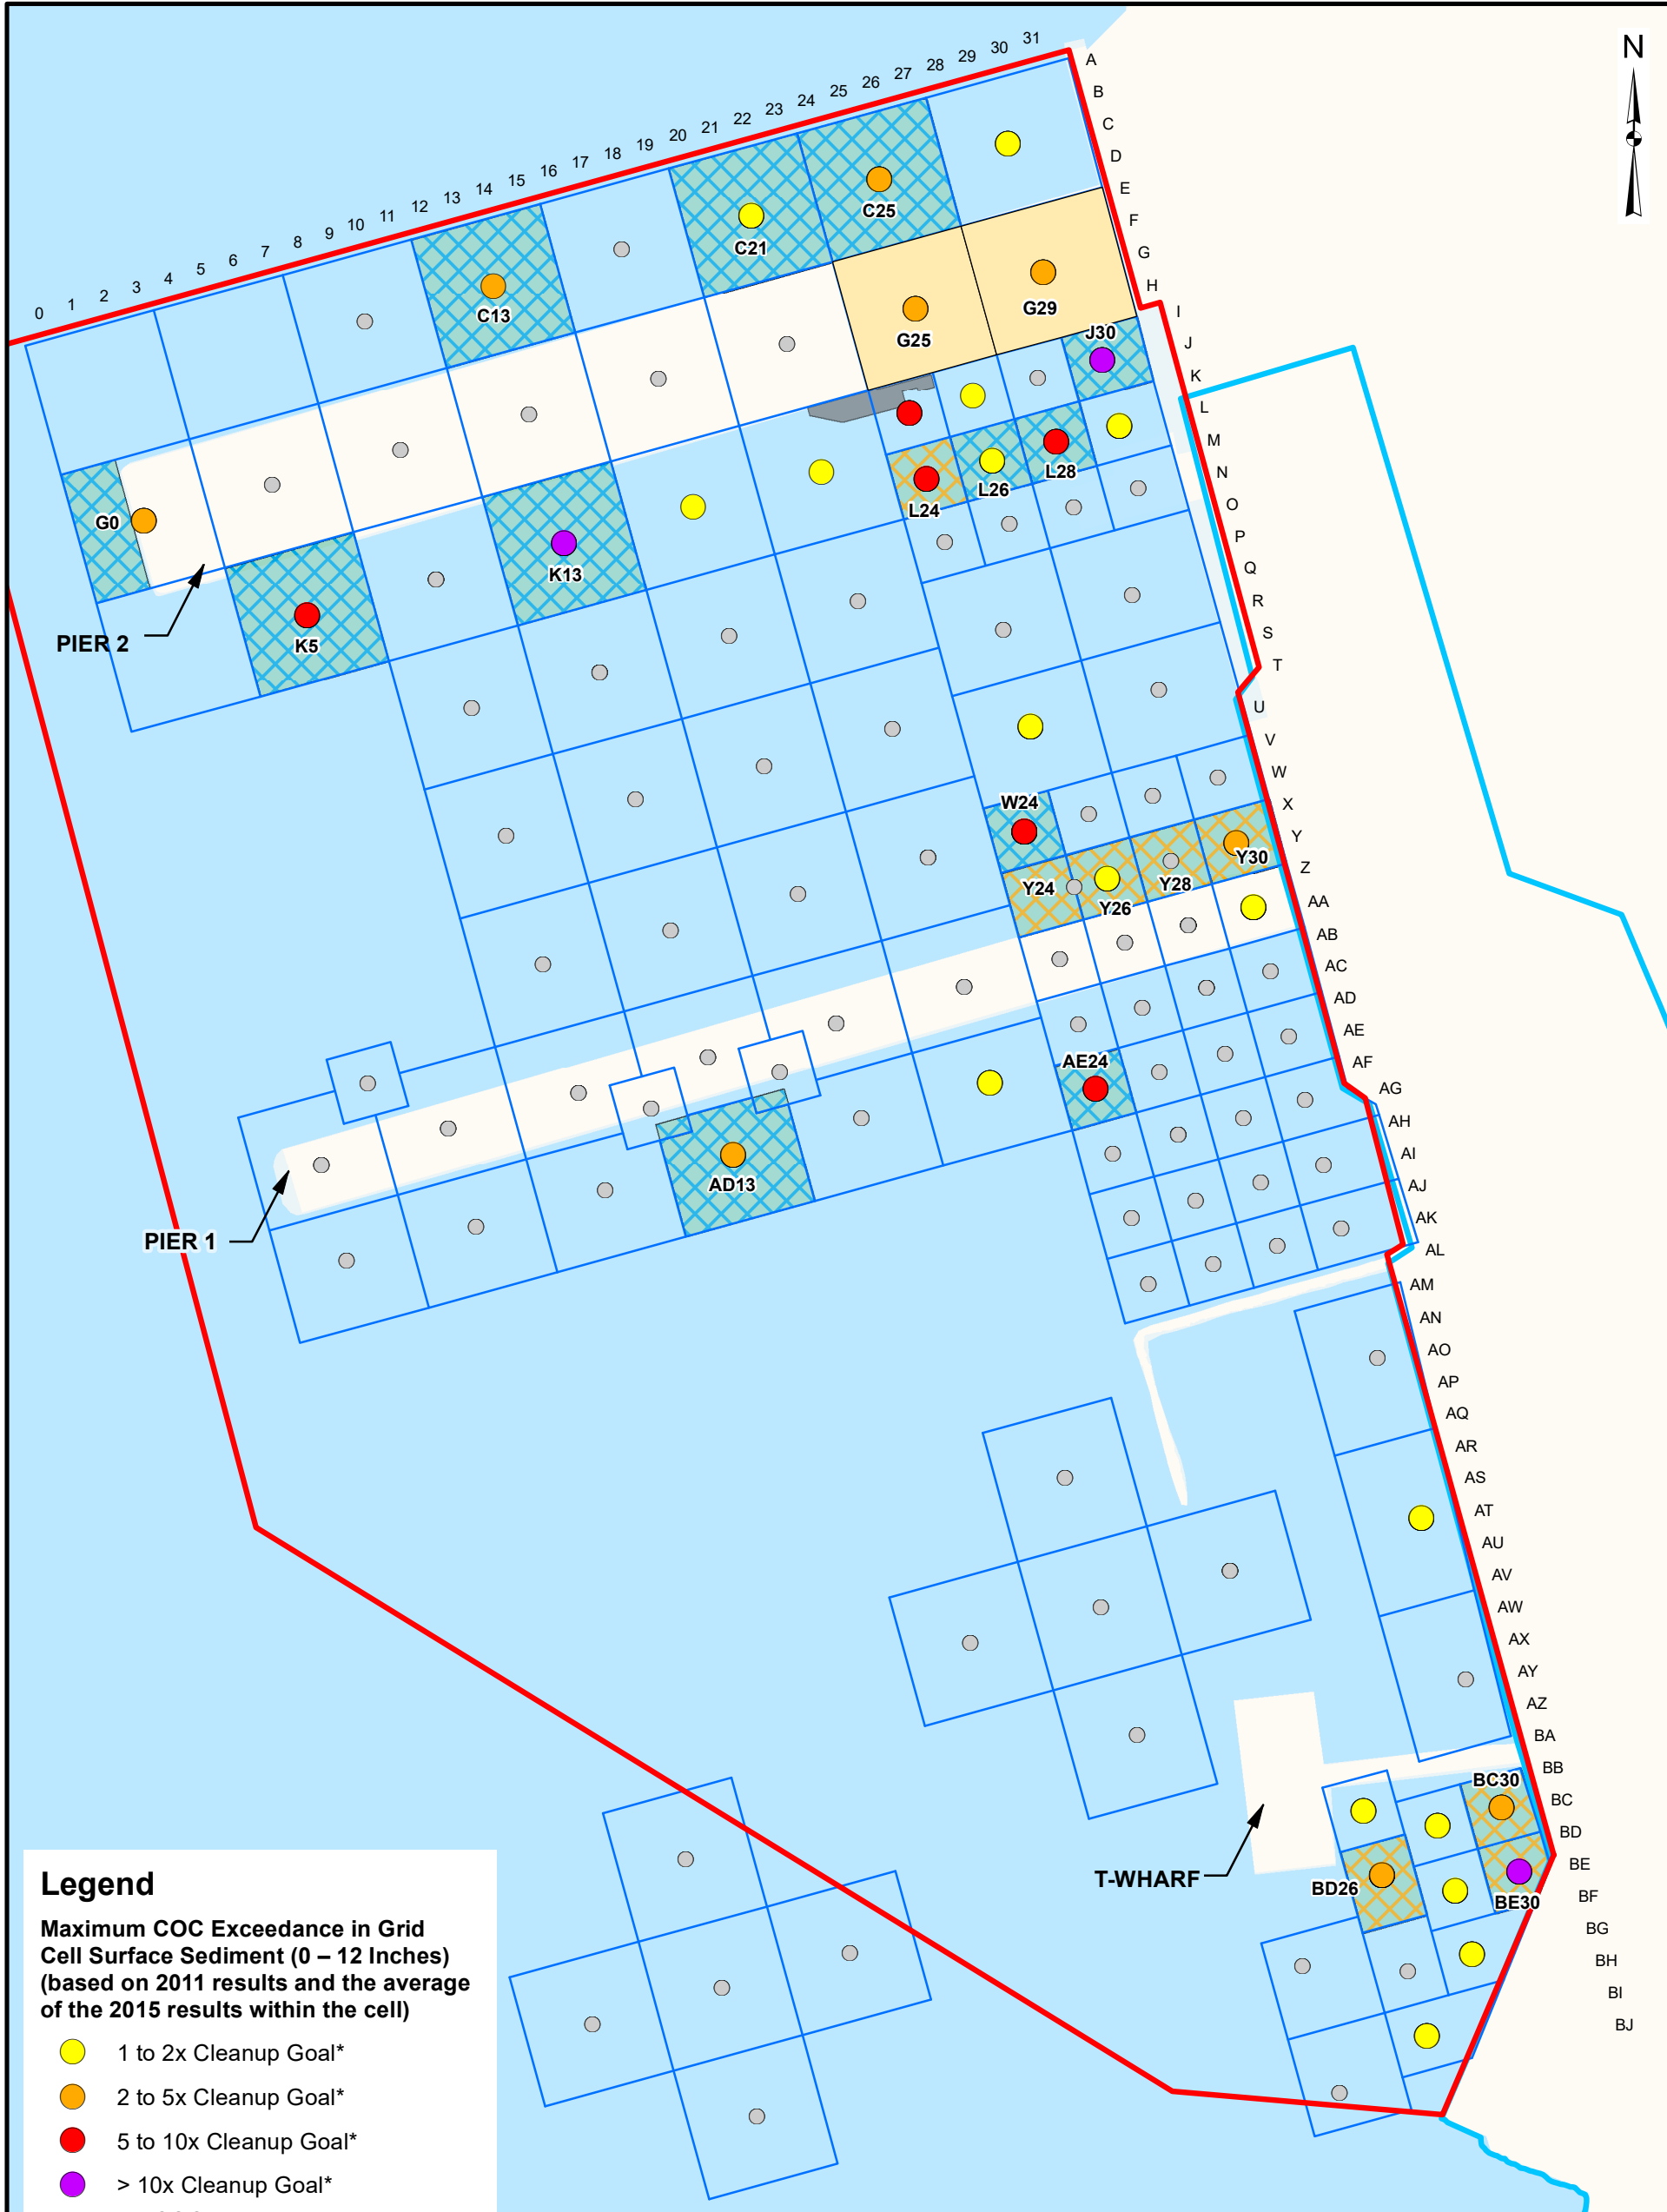 N
0 1 2 3 4 5 6 7 8 9 10 11 12 13 14 15 16 17 18 19 20 21 22 23 24 25 26 27 28 29 30 31
A
B
C
D
E
F
G
H
I
J
K
L
M
N
O
P
Q
R
S
T
U
V
W
X
Y
Z
AA
AB
AC
AD
AE
AF
AG
AH
AI
AJ
AK
AL
AM
AN
AO
AP
AQ
AR
AS
AT
AU
AV
AW
AX
AY
AZ
BA
BB
BC
BD
BE
BF
BG
BH
BI
BJ
C25
C21
C13
G29
G25
J30
L28
L26
L24
G0
K13
K5
PIER 2
W24
Y30
Y28
Y24
Y26
AE24
AD13
PIER 1
BC30
T-WHARF
BD26
BE30
Legend
Maximum COC Exceedance in Grid
Cell Surface Sediment (0 – 12 Inches)
(based on 2011 results and the average
of the 2015 results within the cell)
1 to 2x Cleanup Goal*
2 to 5x Cleanup Goal*
5 to 10x Cleanup Goal*
> 10x Cleanup Goal*